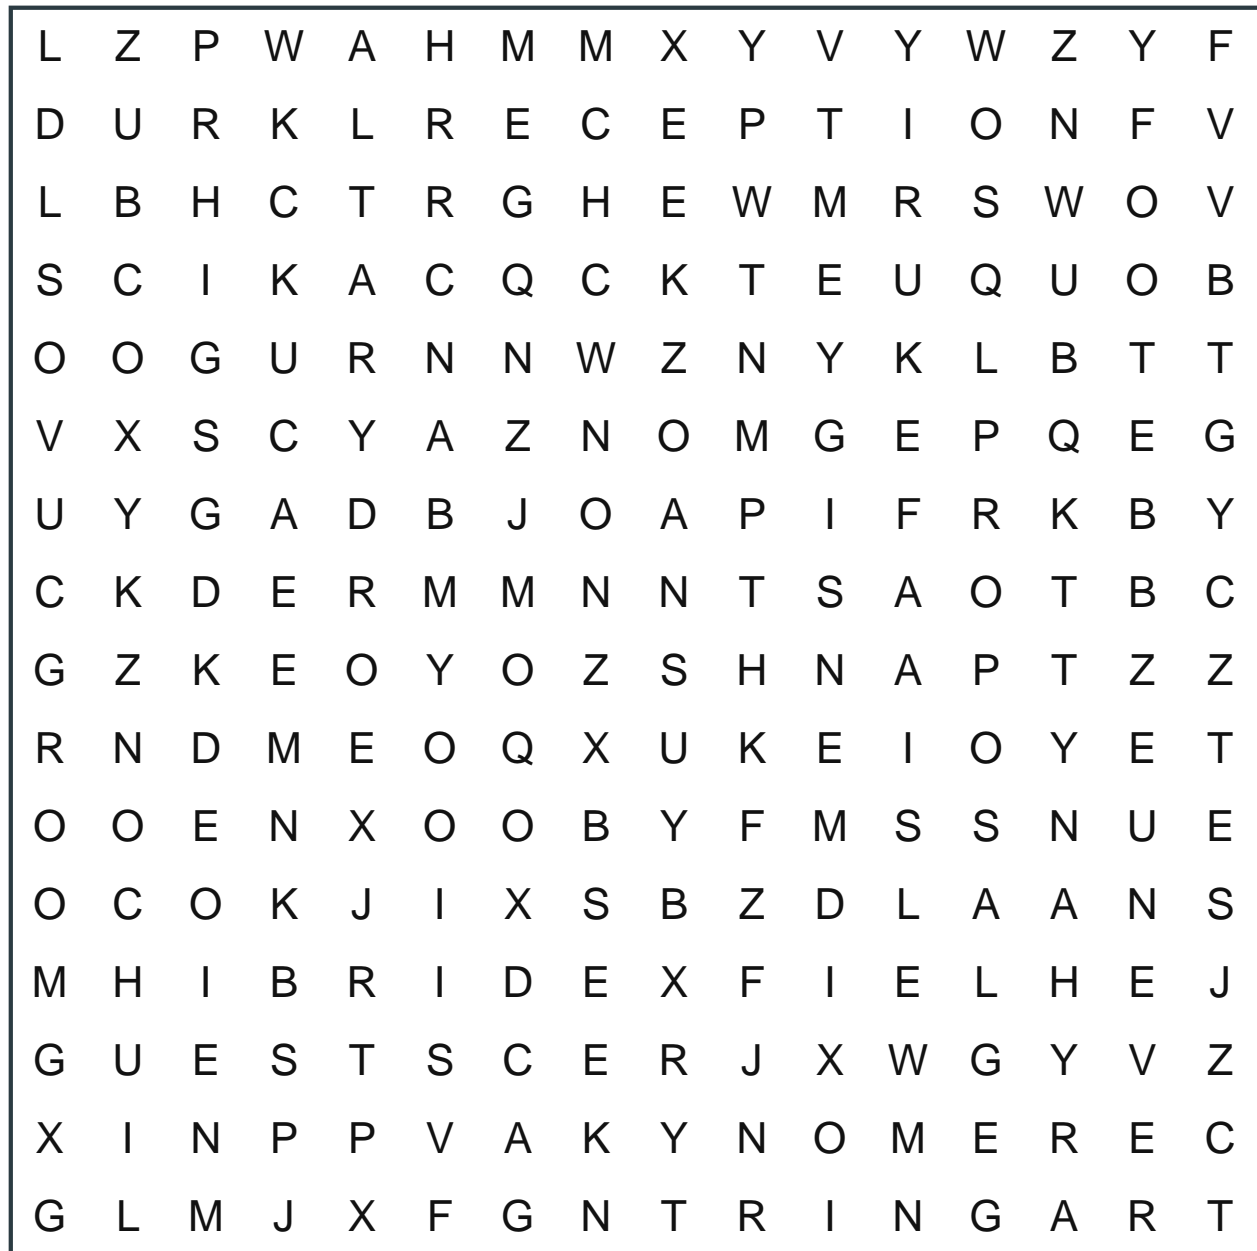 L Z P W A H M M X Y V Y W Z Y F
D U R K L R E C E P T I O N F V
L B H C T R G H E W M R S W O V
S C I K A C Q C K T E U Q U O B
O O G U R N N W Z N Y K L B T T
V X S C Y A Z N O M G E P Q E G
U Y G A D B J O A P I F R K B Y
C K D E R M M N N T S A O T B C
G Z K E O Y O Z S H N A P T Z Z
R N D M E O Q X U K E I O Y E T
O O E N X O O B Y F M S S N U E
O C O K J I X S B Z D L A A N S
M H I B R I D E X F I E L H E J
G U E S T S C E R J X W G Y V Z
X I N P P V A K Y N O M E R E C
G L M J X F G N T R I N G A R T